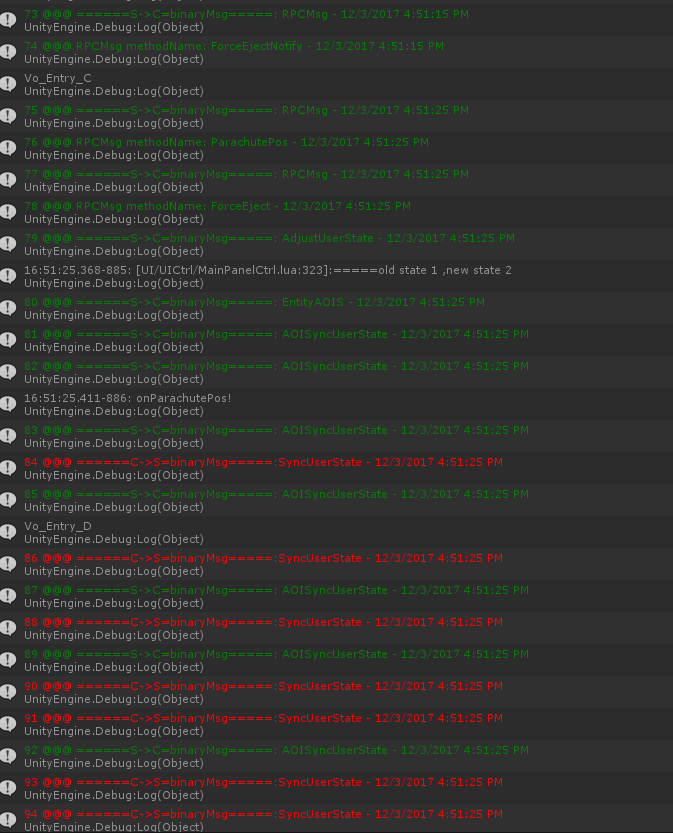 73 @@@ ======S->C=binaryMsg=====: RPCMsg - 12/3/2017 4:51:15 PM
UnityEngine.Debug:Log(Object)
74 @@@ RPCMsg methodName: ForceEjectNotify - 12/3/2017 4:51:15 PM
UnityEngine.Debug:Log(Object)
Vo_Entry_C
UnityEngine.Debug:Log(Object)
75 @@@ ======S->C=binaryMsg=====: RPCMsg - 12/3/2017 4:51:25 PM
UnityEngine.Debug:Log(Object)
76 @@@ RPCMsg methodName: ParachutePos - 12/3/2017 4:51:25 PM
UnityEngine.Debug:Log(Object)
77 @@@ ======S->C=binaryMsg=====: RPCMsg - 12/3/2017 4:51:25 PM
UnityEngine.Debug:Log(Object)
78 @@@ RPCMsg methodName: ForceEject - 12/3/2017 4:51:25 PM
UnityEngine.Debug:Log(Object)
79 @@@ ======S->C=binaryMsg=====: AdjustUserState - 12/3/2017 4:51:25 PM
UnityEngine.Debug:Log(Object)
16:51:25.368-885: [UI/UICtrl/MainPanelCtrl.lua:323]:=====old state 1 ,new state 2
UnityEngine.Debug:Log(Object)
80 @@@ ======S->C=binaryMsg=====: EntityAOIS - 12/3/2017 4:51:25 PM
UnityEngine.Debug:Log(Object)
81 @@@ ======S->C=binaryMsg=====: AOISyncUserState - 12/3/2017 4:51:25 PM
UnityEngine.Debug:Log(Object)
82 @@@ ======S->C=binaryMsg=====: AOISyncUserState - 12/3/2017 4:51:25 PM
UnityEngine.Debug:Log(Object)
16:51:25.411-886: onParachutePos!
UnityEngine.Debug:Log(Object)
83 @@@ ======S->C=binaryMsg=====: AOISyncUserState - 12/3/2017 4:51:25 PM
UnityEngine.Debug:Log(Object)
84 @@@ ======C->S=binaryMsg=====:SyncUserState - 12/3/2017 4:51:25 PM
UnityEngine.Debug:Log(Object)
85 @@@ ======S->C=binaryMsg=====: AOISyncUserState - 12/3/2017 4:51:25 PM
UnityEngine.Debug:Log(Object)
Vo_Entry_D
UnityEngine.Debug:Log(Object)
86 @@@ ======C->S=binaryMsg=====:SyncUserState - 12/3/2017 4:51:25 PM
UnityEngine.Debug:Log(Object)
87 @@@ ======S->C=binaryMsg=====: AOISyncUserState - 12/3/2017 4:51:25 PM
UnityEngine.Debug:Log(Object)
88 @@@ ======C->S=binaryMsg=====:SyncUserState - 12/3/2017 4:51:25 PM
UnityEngine.Debug:Log(Object)
89 @@@ ======S->C=binaryMsg=====: AOISyncUserState - 12/3/2017 4:51:25 PM
UnityEngine.Debug:Log(Object)
90 @@@ ======C->S=binaryMsg=====:SyncUserState - 12/3/2017 4:51:25 PM
UnityEngine.Debug:Log(Object)
91 @@@ ======C->S=binaryMsg=====:SyncUserState - 12/3/2017 4:51:25 PM
UnityEngine.Debug:Log(Object)
92 @@@ ======S->C=binaryMsg=====: AOISyncUserState - 12/3/2017 4:51:25 PM
UnityEngine.Debug:Log(Object)
93 @@@ ======C->S=binaryMsg=====:SyncUserState - 12/3/2017 4:51:25 PM
UnityEngine.Debug:Log(Object)
94 @@@ ======C->S=binaryMsg=====:SyncUserState - 12/3/2017 4:51:25 PM
UnityEngine.Debug:Log(Object)